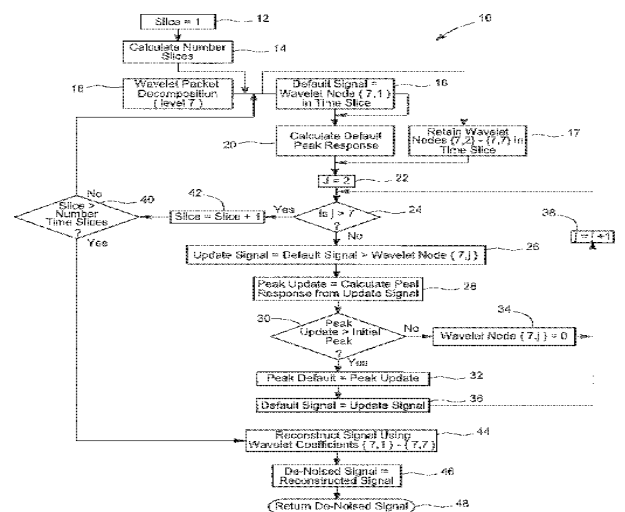 Slice = 1
12
10
Calculate Number
Slices
14
18
Wavelet Packet
Decomposition
( level 7 )
Default Signal =
Wavelet Node { 7,1 }
in Time Slice
16
20
Calculate Default
Peak Response
Retain Wavelet
Nodes {7,2} - {7,7} in
Time Slice
17
J = 2
22
No
40
42
Slice >
Number
Time Slices
?
Yes
Slice = Slice + 1
Yes
Is j > 7
?
24
No
38
j = j +1
Update Signal = Default Signal > Wavelet Node { 7,j }
26
Peak Update = Calculate Peal
Response from Update Signal
28
30
Peak
Update > Initial
Peak
?
No
34
Wavelet Node { 7,j } = 0
Yes
Peak Default = Peak Update
32
Default Signal = Update Signal
36
Reconstruct Signal Using
Wavelet Coefficients { 7,1 } - { 7,7 }
44
De-Noised Signal =
Reconstructed Signal
46
Return De-Noised Signal
48